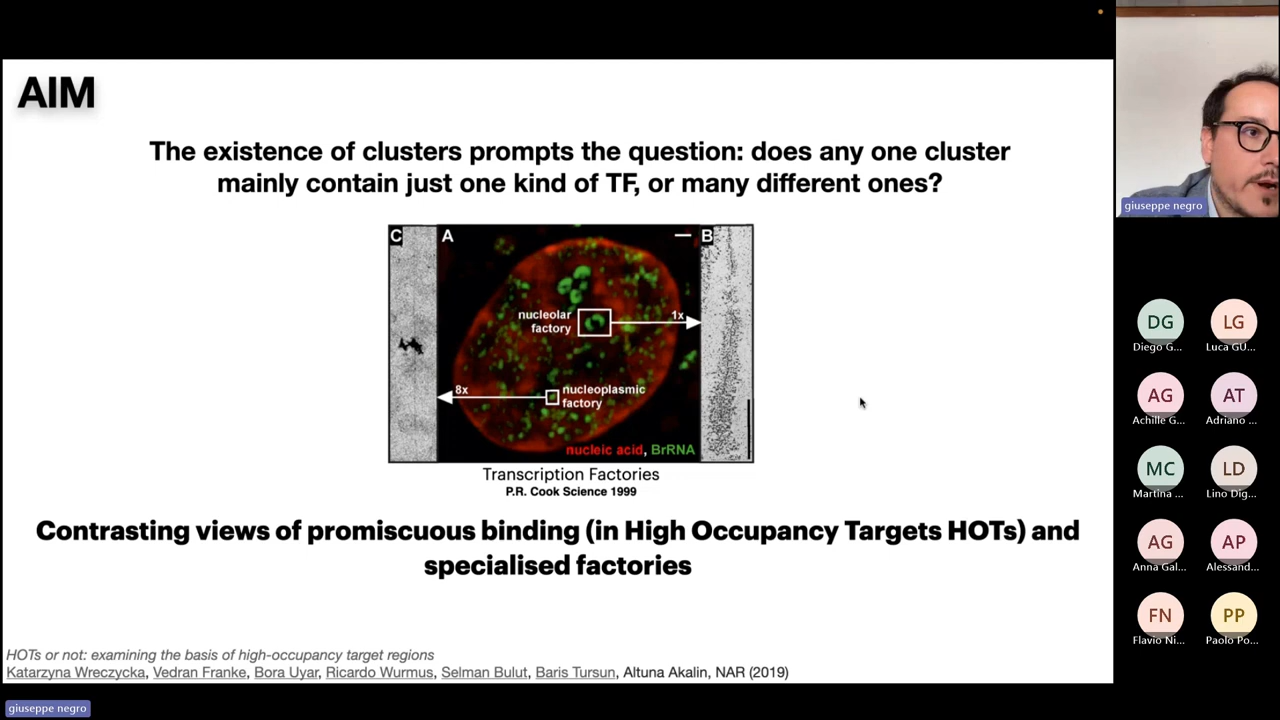 AIM
The existence of clusters prompts the question: does any one cluster
mainly contain just one kind of TF, or many different ones?
C
A
B
nucleolar
factory
1x
8x
nucleoplasmic
factory
nucleic acid, BrRNA
Transcription Factories
P.R. Cook Science 1999
Contrasting views of promiscuous binding (in High Occupancy Targets HOTs) and
specialised factories
HOTs or not: examining the basis of high-occupancy target regions
Katarzyna Wreczycka, Vedran Franke, Bora Uyar, Ricardo Wurmus, Selman Bulut, Baris Tursun, Altuna Akalin, NAR (2019)
giuseppe negro
giuseppe negro
DG
Diego G...
LG
Luca GU...
AG
Achille G...
AT
Adriano ...
MC
Martina ...
LD
Lino Dig...
AG
Anna Gal...
AP
Alessand...
FN
Flavio Ni...
PP
Paolo Po...